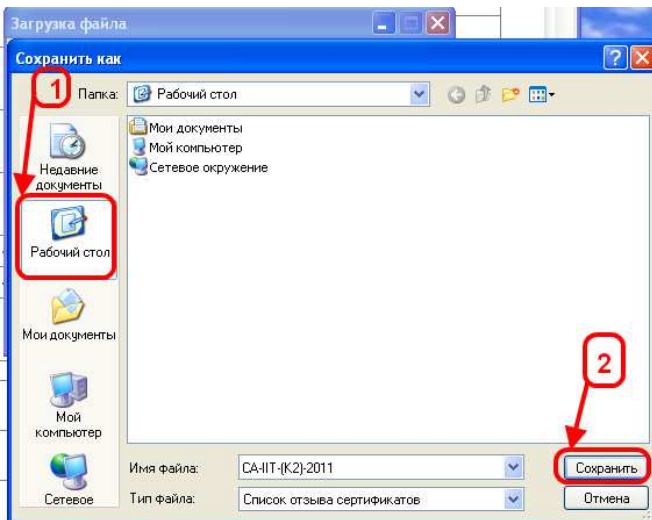 Загрузка файла
Сохранить как
1
Папка:
Рабочий стол
Недавние
документы
Рабочий стол
Мои документы
Мой
компьютер
Сетевое
Мои документы
Мой компьютер
Сетевое окружение
2
Имя файла:
CA-IIT-(K2)-2011
Сохранить
Тип файла:
Список отзыва сертификатов
Отмена